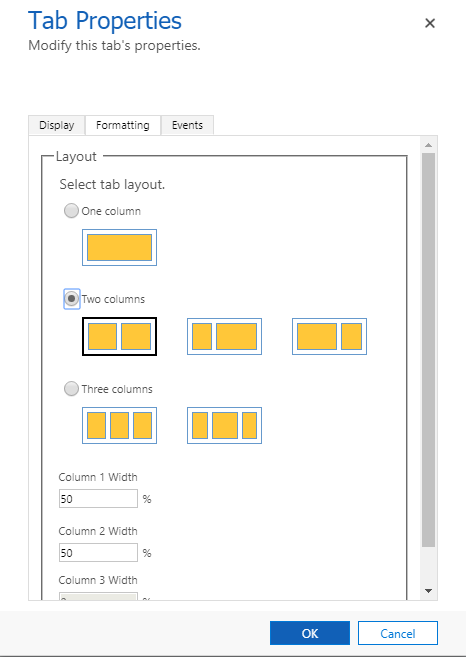 Tab Properties
Modify this tab's properties.
Display Formatting Events
Layout
Select tab layout.
One column
Two columns
Three columns
Column 1 Width
50 %
Column 2 Width
50 %
Column 3 Width
OK Cancel